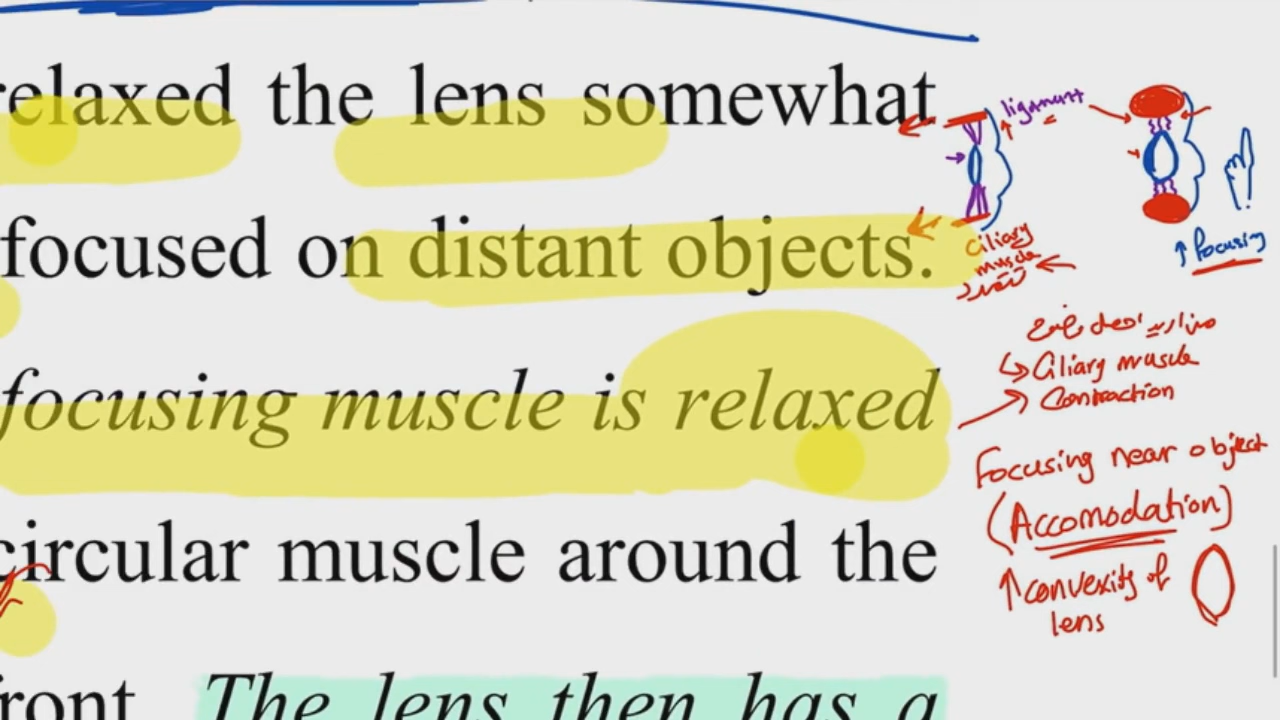 relaxed the lens somewhat
focused on distant objects.
focusing muscle is relaxed
circular muscle around the
front. The lens then has a
ligament
ciliary
muscle
↑ focusing
↳ Ciliary muscle
Contraction
Focusing near object
(Accomodation)
↑ convexity of
lens